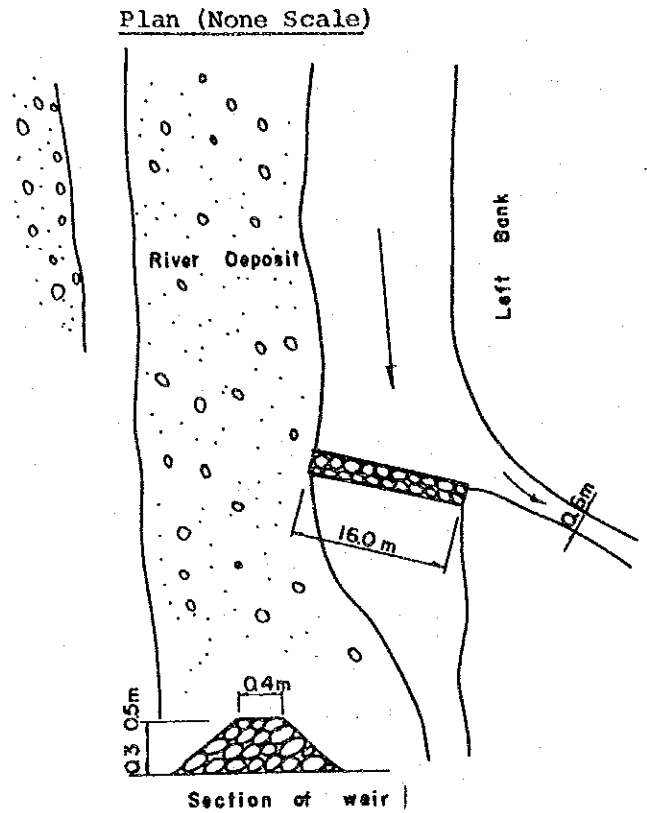 Plan (None Scale)
River Deposit
Left Bank
0.6m
16.0 m
0.4m
0.3 0.5m
Section of weir